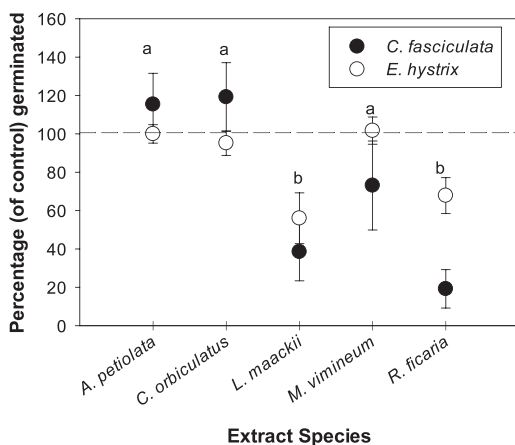 Percentage (of control) germinated
160
140
120
100
80
60
40
20
0
C. fasciculata
E. hystrix
a
a
b
a
b
A. petiolata
C. orbiculatus
L. maackii
M. vimineum
R. ficaria
Extract Species